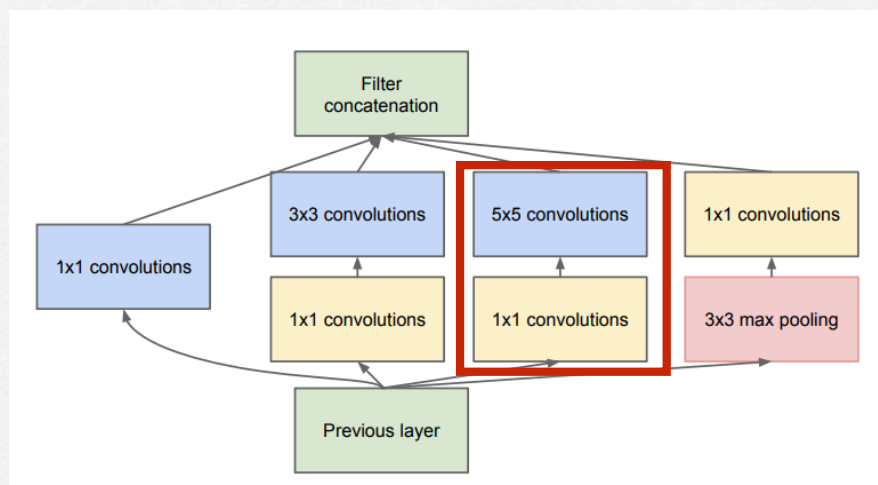 Filter
concatenation
3x3 convolutions
5x5 convolutions
1x1 convolutions
1x1 convolutions
1x1 convolutions
1x1 convolutions
3x3 max pooling
Previous layer